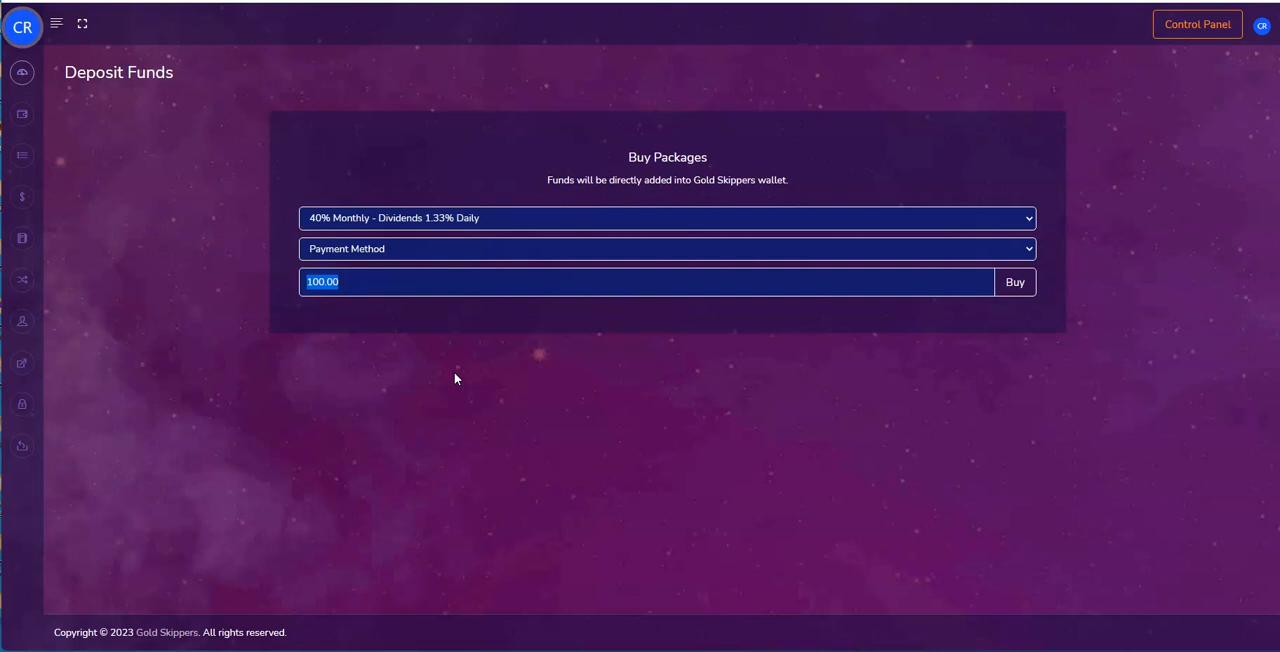 CR
Control Panel
CR
Deposit Funds
Buy Packages
Funds will be directly added into Gold Skippers wallet.
40% Monthly - Dividends 1.33% Daily
Payment Method
100.00
Buy
Copyright © 2023 Gold Skippers. All rights reserved.